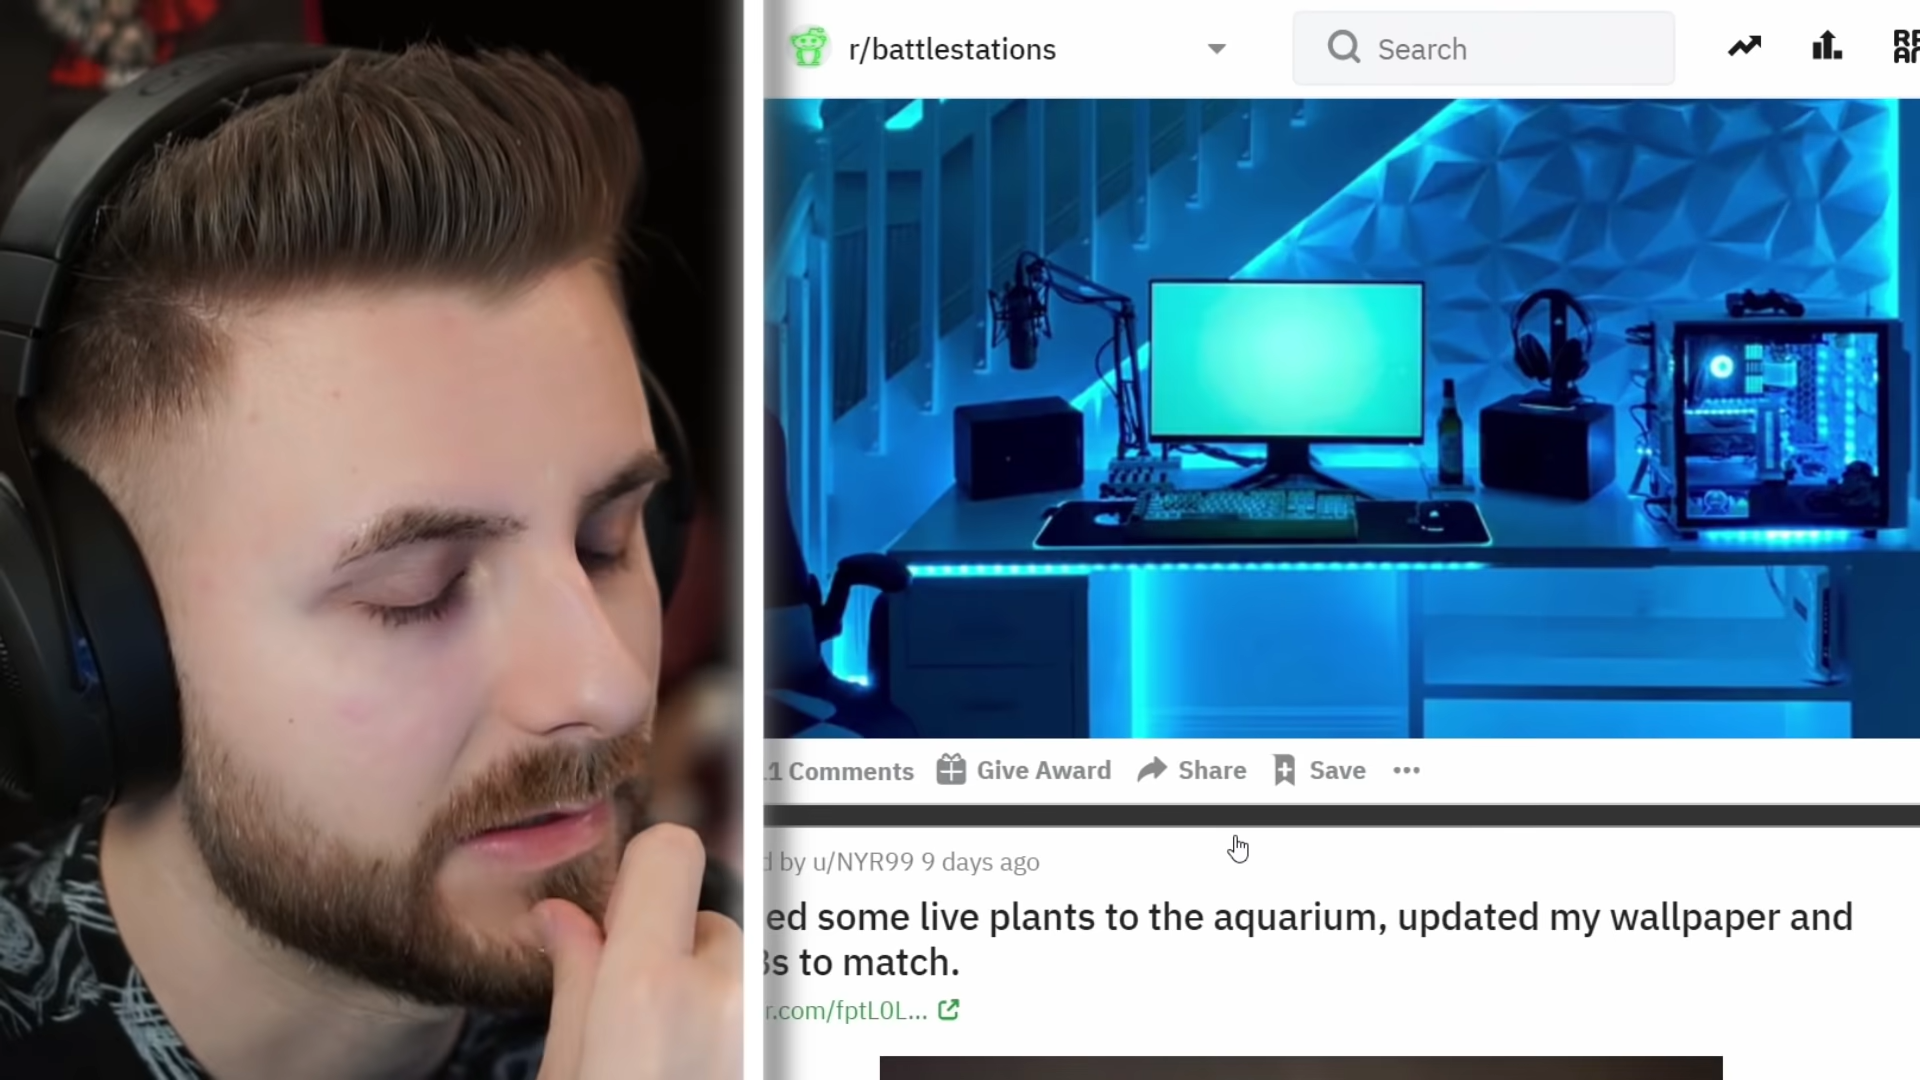 r/battlestations
Search
1 Comments Give Award Share Save
by u/NYR99 9 days ago
ed some live plants to the aquarium, updated my wallpaper and
s to match.
r.com/fptL0L...